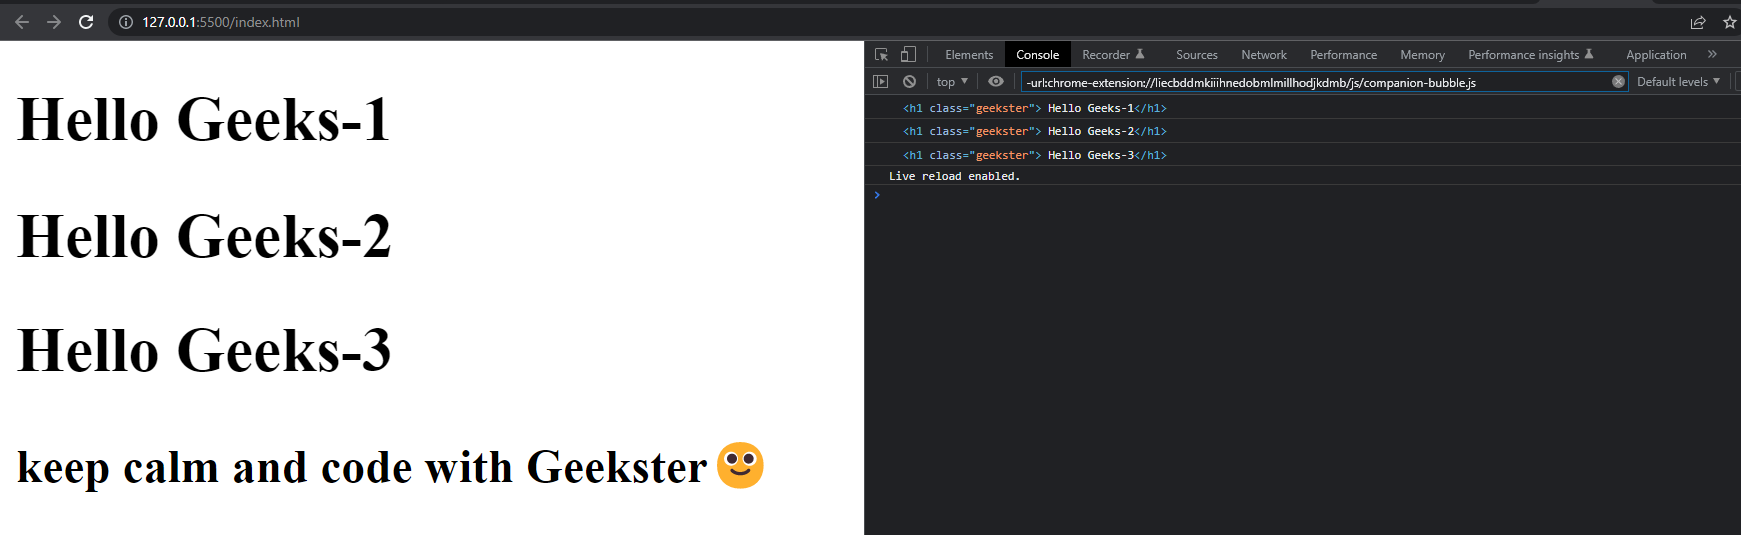 127.0.0.1:5500/index.html
Elements Console Recorder Sources Network Performance Memory Performance insights Application »
top ▼ -url:chrome-extension://liecbddmkiiihnedobmlmillhodjkdmb/js/companion-bubble.js Default levels ▼
Hello Geeks-1
Hello Geeks-2
Hello Geeks-3
keep calm and code with Geekster
<h1 class="geekster"> Hello Geeks-1</h1>
<h1 class="geekster"> Hello Geeks-2</h1>
<h1 class="geekster"> Hello Geeks-3</h1>
Live reload enabled.